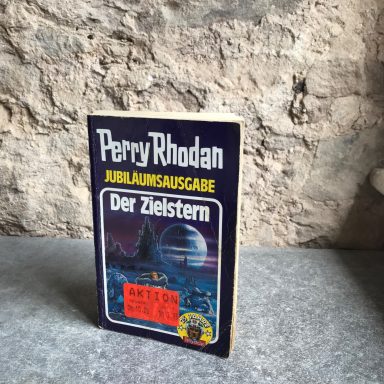 Perry Rhodan
JUBILÄUMSAUSGABE
Der Zielstern
AKTION